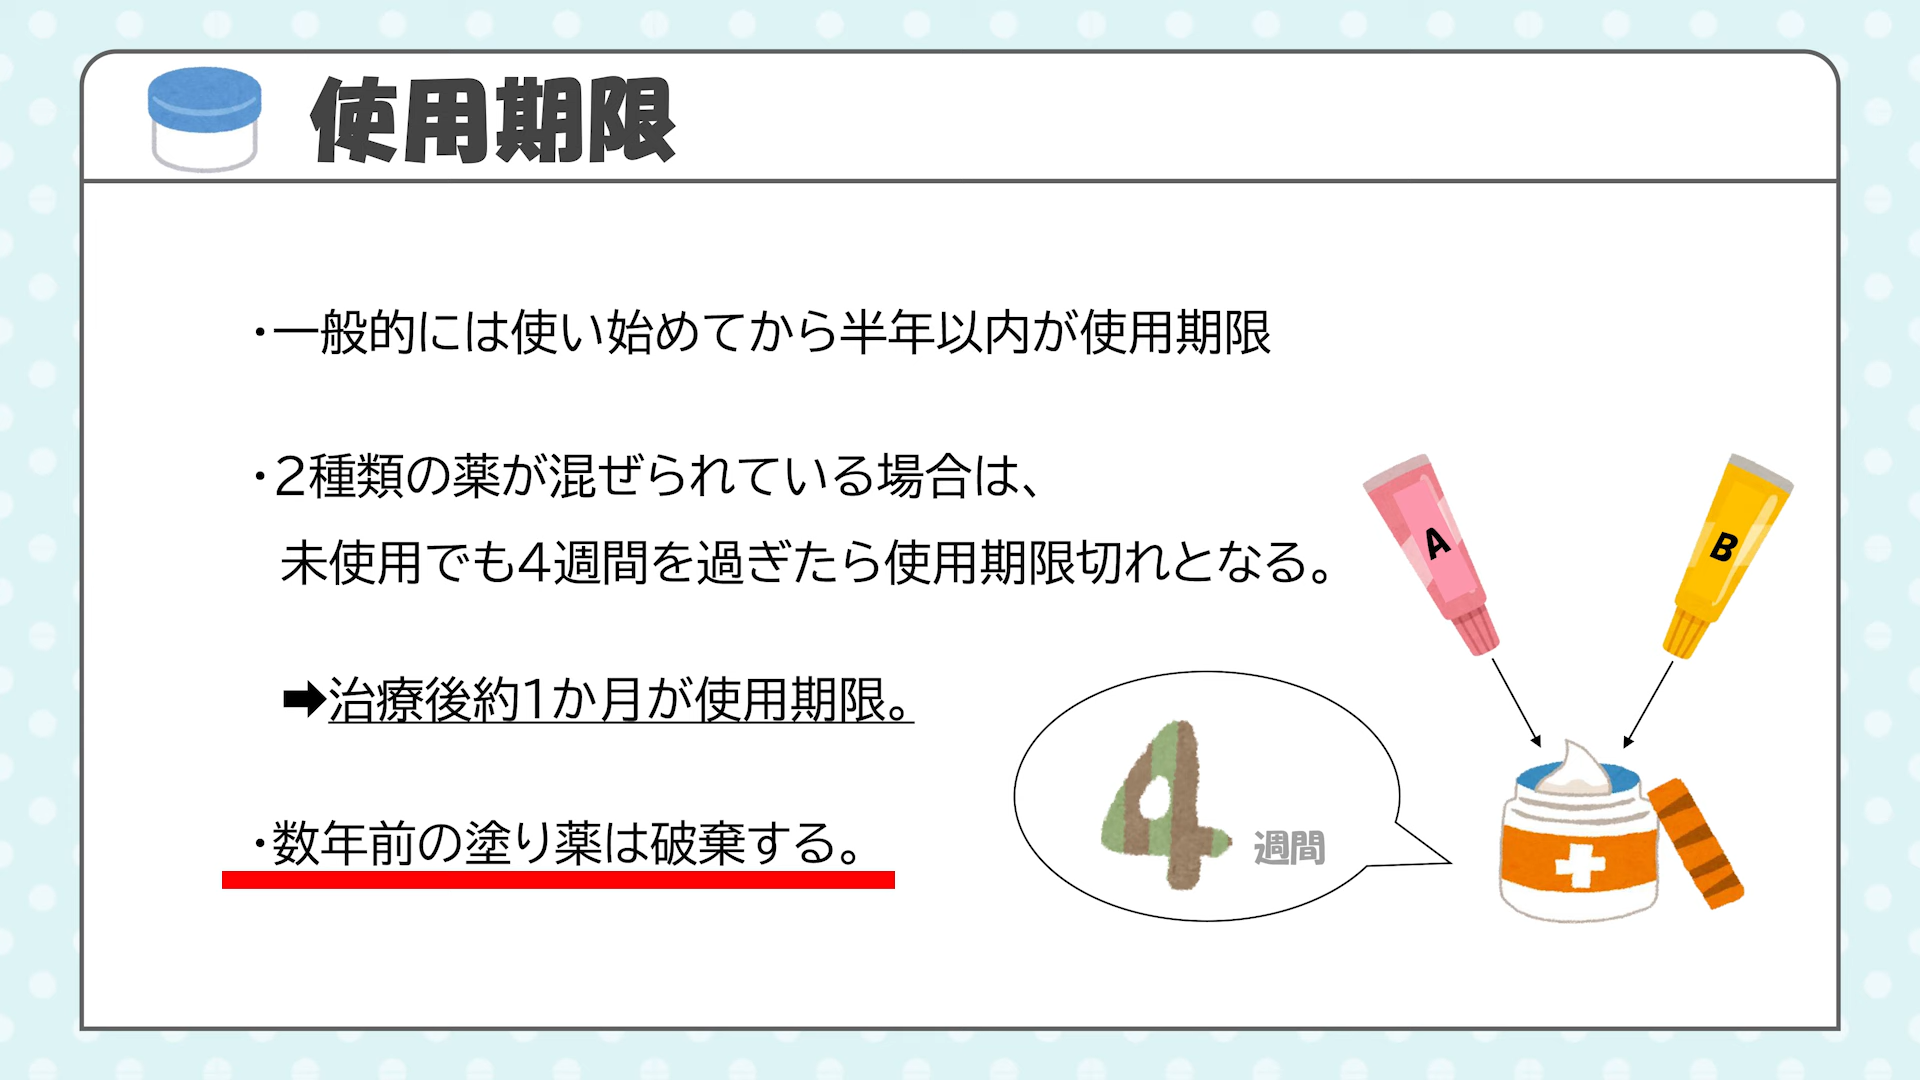 使用期限
・一般的には使い始めてから半年以内が使用期限
・2種類の薬が混ぜられている場合は、
未使用でも4週間を過ぎたら使用期限切れとなる。
➡治療後約1か月が使用期限。
・数年前の塗り薬は破棄する。
A
B
4週間